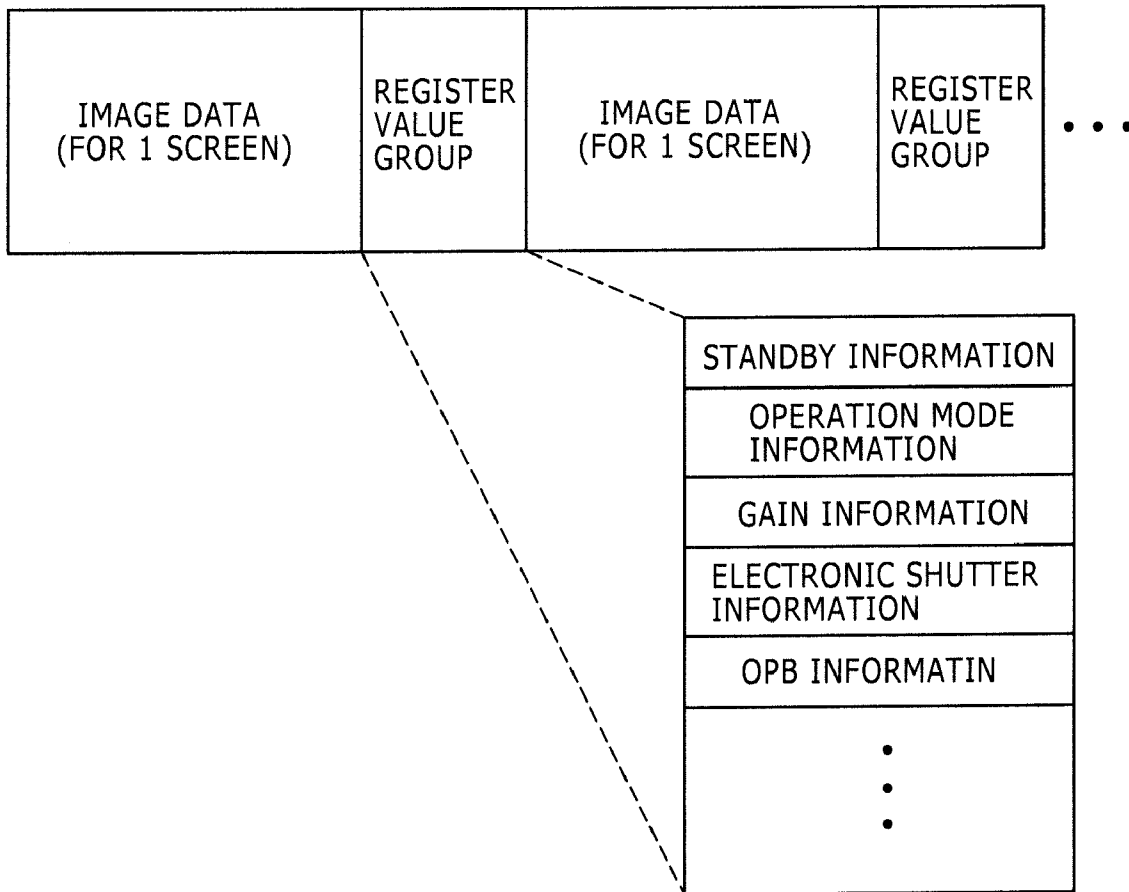 IMAGE DATA
(FOR 1 SCREEN)
REGISTER
VALUE
GROUP
IMAGE DATA
(FOR 1 SCREEN)
REGISTER
VALUE
GROUP
STANDBY INFORMATION
OPERATION MODE
INFORMATION
GAIN INFORMATION
ELECTRONIC SHUTTER
INFORMATION
OPB INFORMATIN